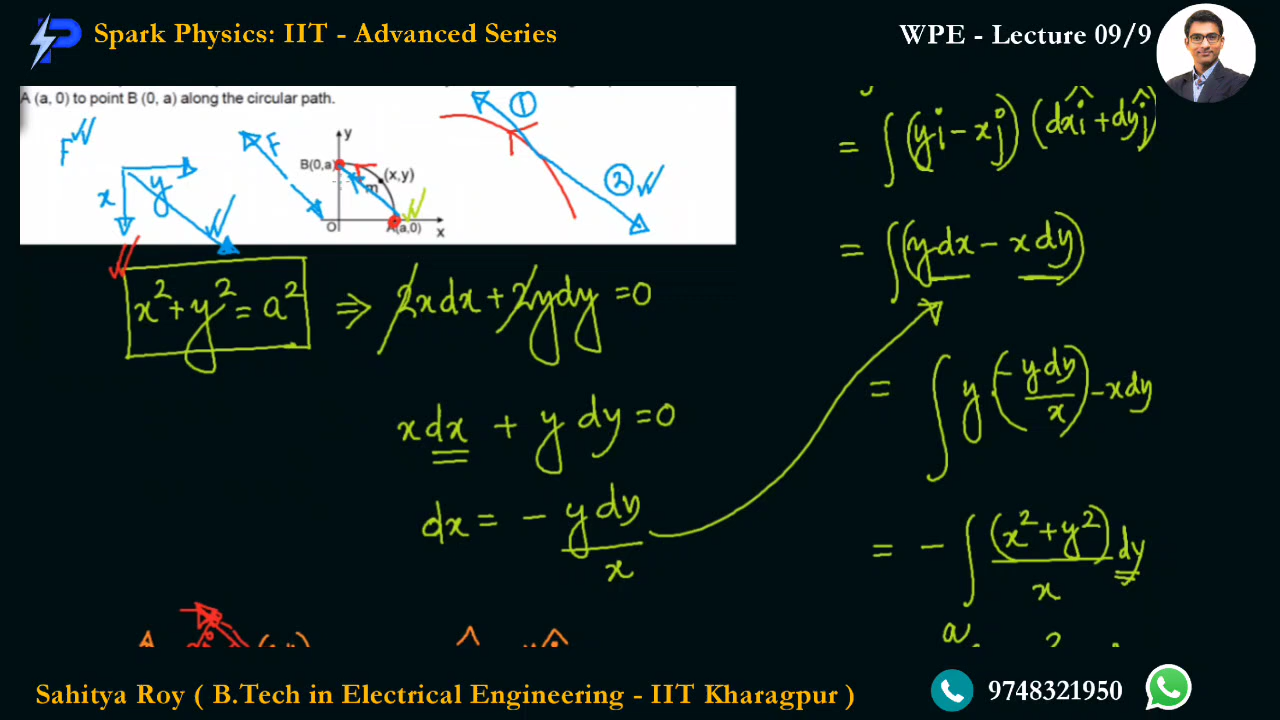 Spark Physics: IIT - Advanced Series
WPE - Lecture 09/9
A (a, 0) to point B (0, a) along the circular path.
F
x
y
F
y
B(0,a)
(x,y)
m
O
A(a,0)
x
①
②
x² + y² = a² ⇒ 2xdx + 2ydy = 0
xdx + ydy = 0
dx = - ydy/x
= ∫(yi - xj)(dxî + dyĵ)
= ∫(ydx - xdy)
= ∫ y(-ydy/x) - xdy
= - ∫ (x² + y²)/x dy
a
Sahitya Roy ( B.Tech in Electrical Engineering - IIT Kharagpur )
9748321950